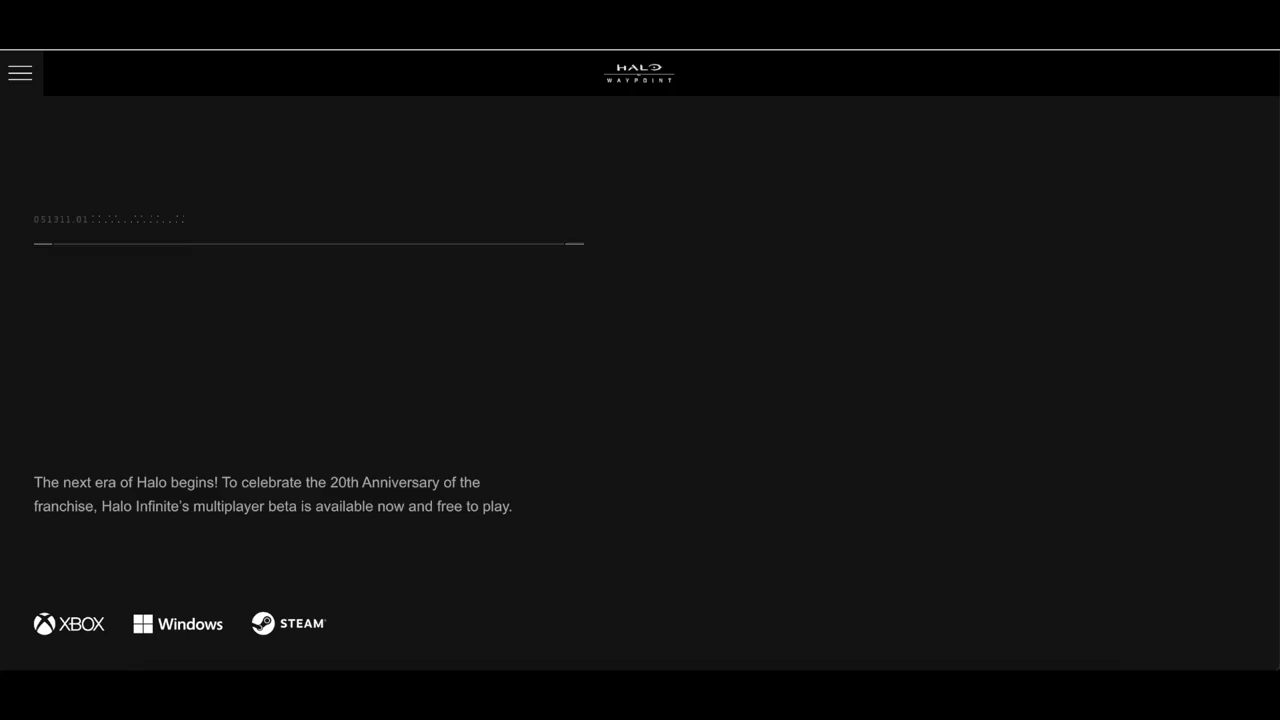 HALO
WAYPOINT
051311.01
The next era of Halo begins! To celebrate the 20th Anniversary of the
franchise, Halo Infinite’s multiplayer beta is available now and free to play.
XBOX Windows STEAM